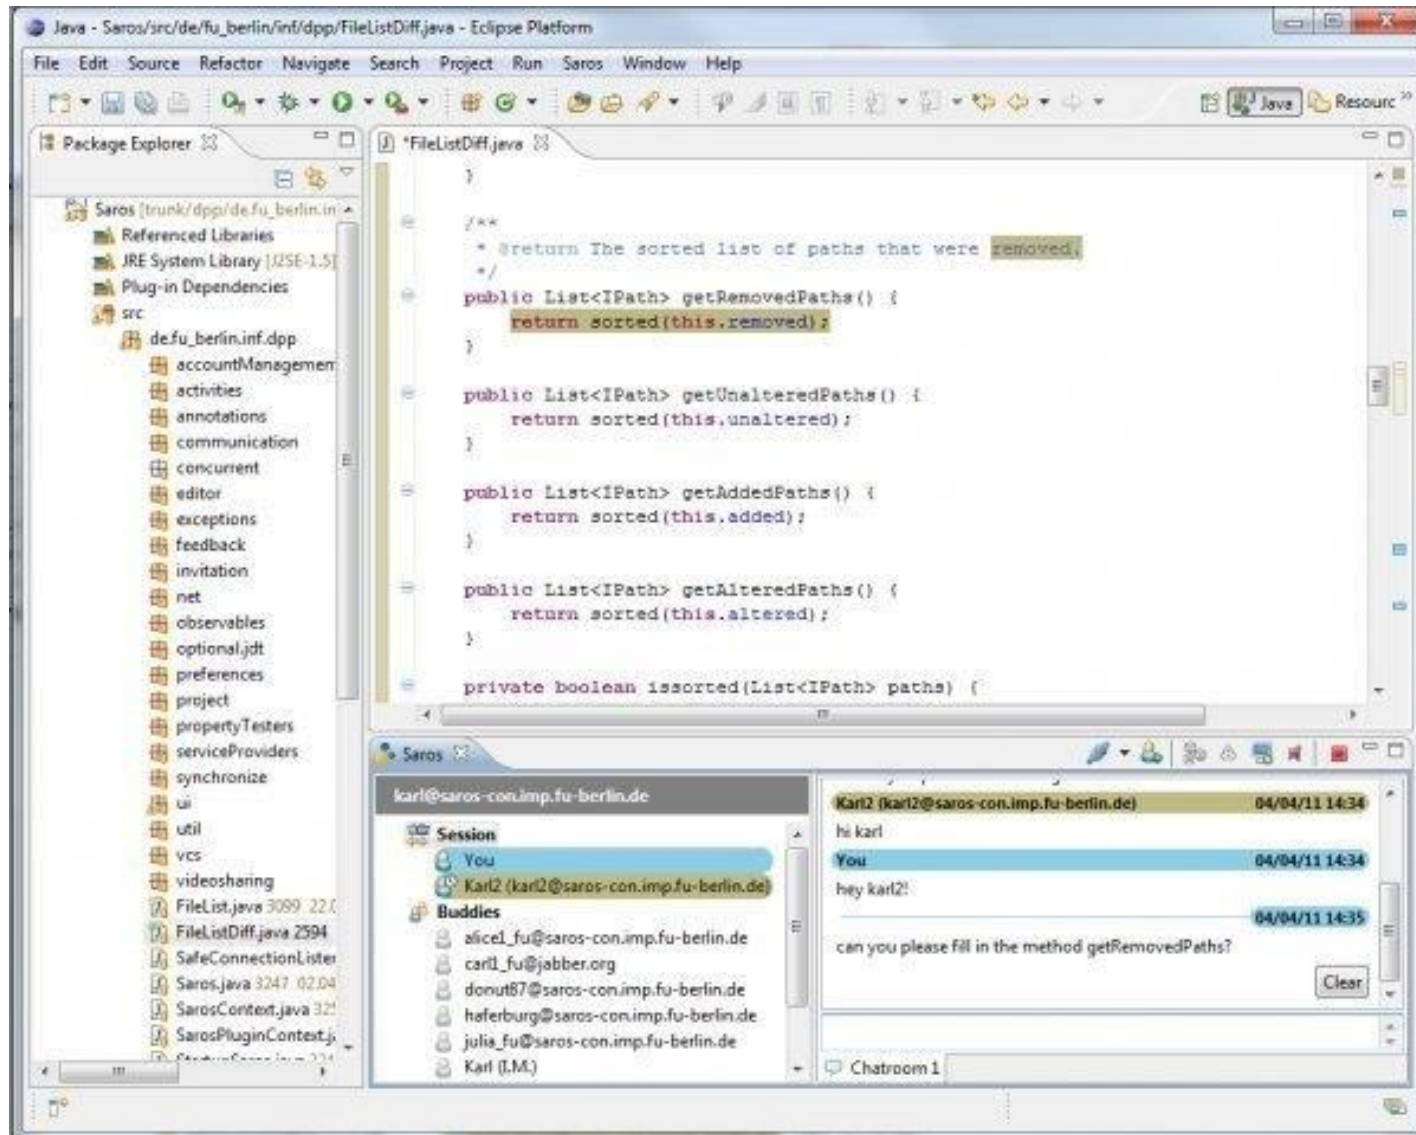 Java - Saros/src/de/fu_berlin/inf/dpp/FileListDiff.java - Eclipse Platform
File Edit Source Refactor Navigate Search Project Run Saros Window Help
Java Resourc »
Package Explorer
Saros [trunk/dpp/de.fu_berlin.in
Referenced Libraries
JRE System Library [J2SE-1.5]
Plug-in Dependencies
src
de.fu_berlin.inf.dpp
accountManagemen
activities
annotations
communication
concurrent
editor
exceptions
feedback
invitation
net
observables
optional.jdt
preferences
project
propertyTesters
serviceProviders
synchronize
ui
util
vcs
videosharing
FileList.java 3099 22.0
FileListDiff.java 2594
SafeConnectionLister
Saros.java 3247 02.04
SarosContext.java 325
SarosPluginContext.j
*FileListDiff.java
}
/**
* @return The sorted list of paths that were removed.
*/
public List<IPath> getRemovedPaths() {
return sorted(this.removed);
}
public List<IPath> getUnalteredPaths() {
return sorted(this.unaltered);
}
public List<IPath> getAddedPaths() {
return sorted(this.added);
}
public List<IPath> getAlteredPaths() {
return sorted(this.altered);
}
private boolean issorted(List<IPath> paths) {
Saros
karl@saros-con.imp.fu-berlin.de
Session
You
Karl2 (karl2@saros-con.imp.fu-berlin.de)
Buddies
alice1_fu@saros-con.imp.fu-berlin.de
carl1_fu@jabber.org
donut87@saros-con.imp.fu-berlin.de
haferburg@saros-con.imp.fu-berlin.de
julia_fu@saros-con.imp.fu-berlin.de
Karl (I.M.)
Karl2 (karl2@saros-con.imp.fu-berlin.de) 04/04/11 14:34
hi karl
You 04/04/11 14:34
hey karl2!
04/04/11 14:35
can you please fill in the method getRemovedPaths?
Clear
Chatroom 1